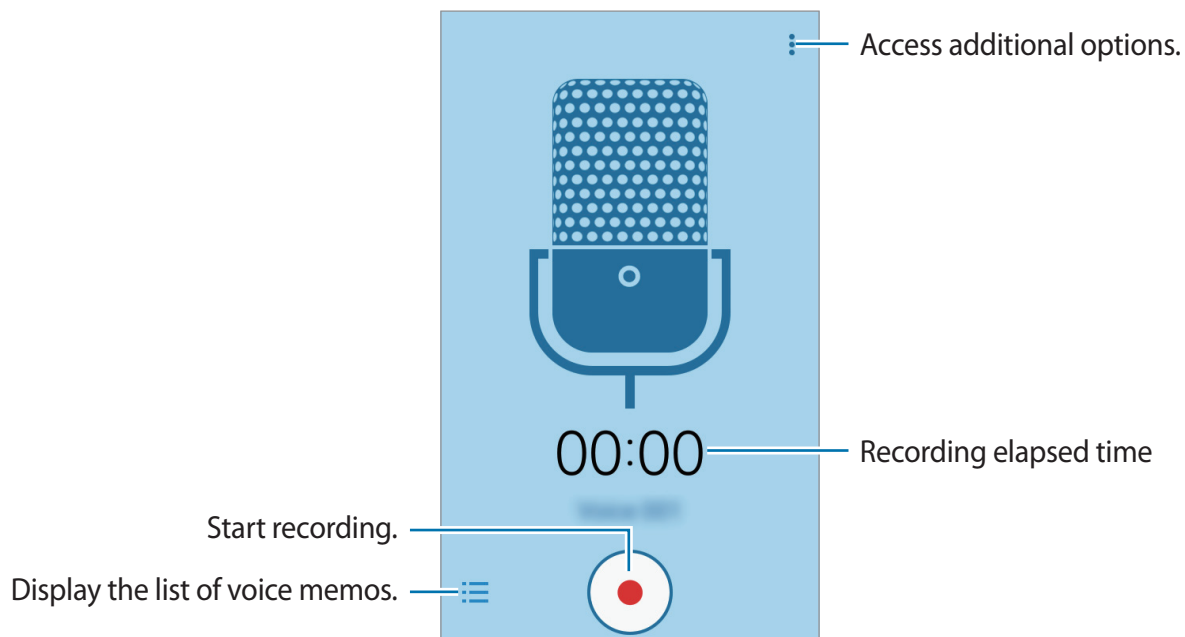 Access additional options.
00:00
Recording elapsed time
Start recording.
Display the list of voice memos.